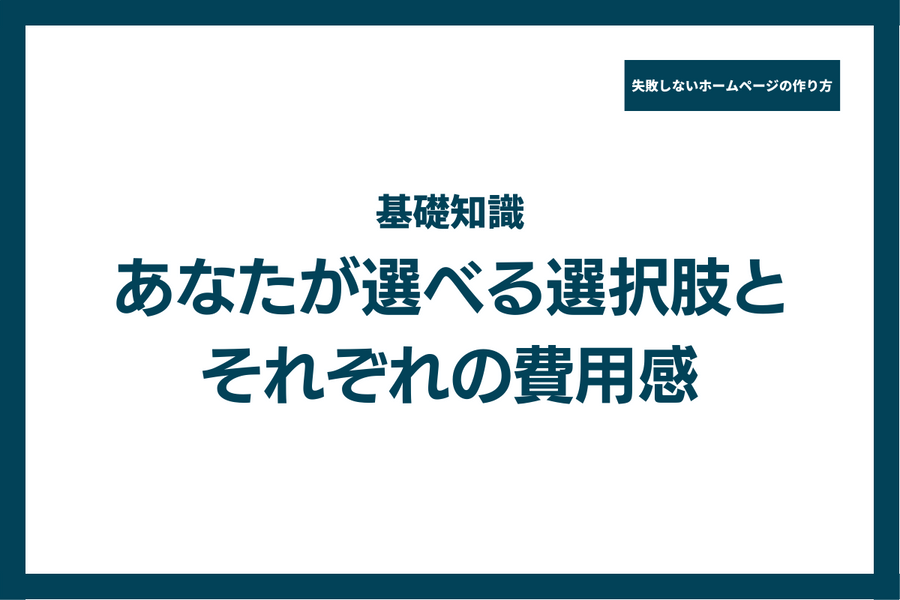 失敗しないホームページの作り方
基礎知識
あなたが選べる選択肢と
それぞれの費用感